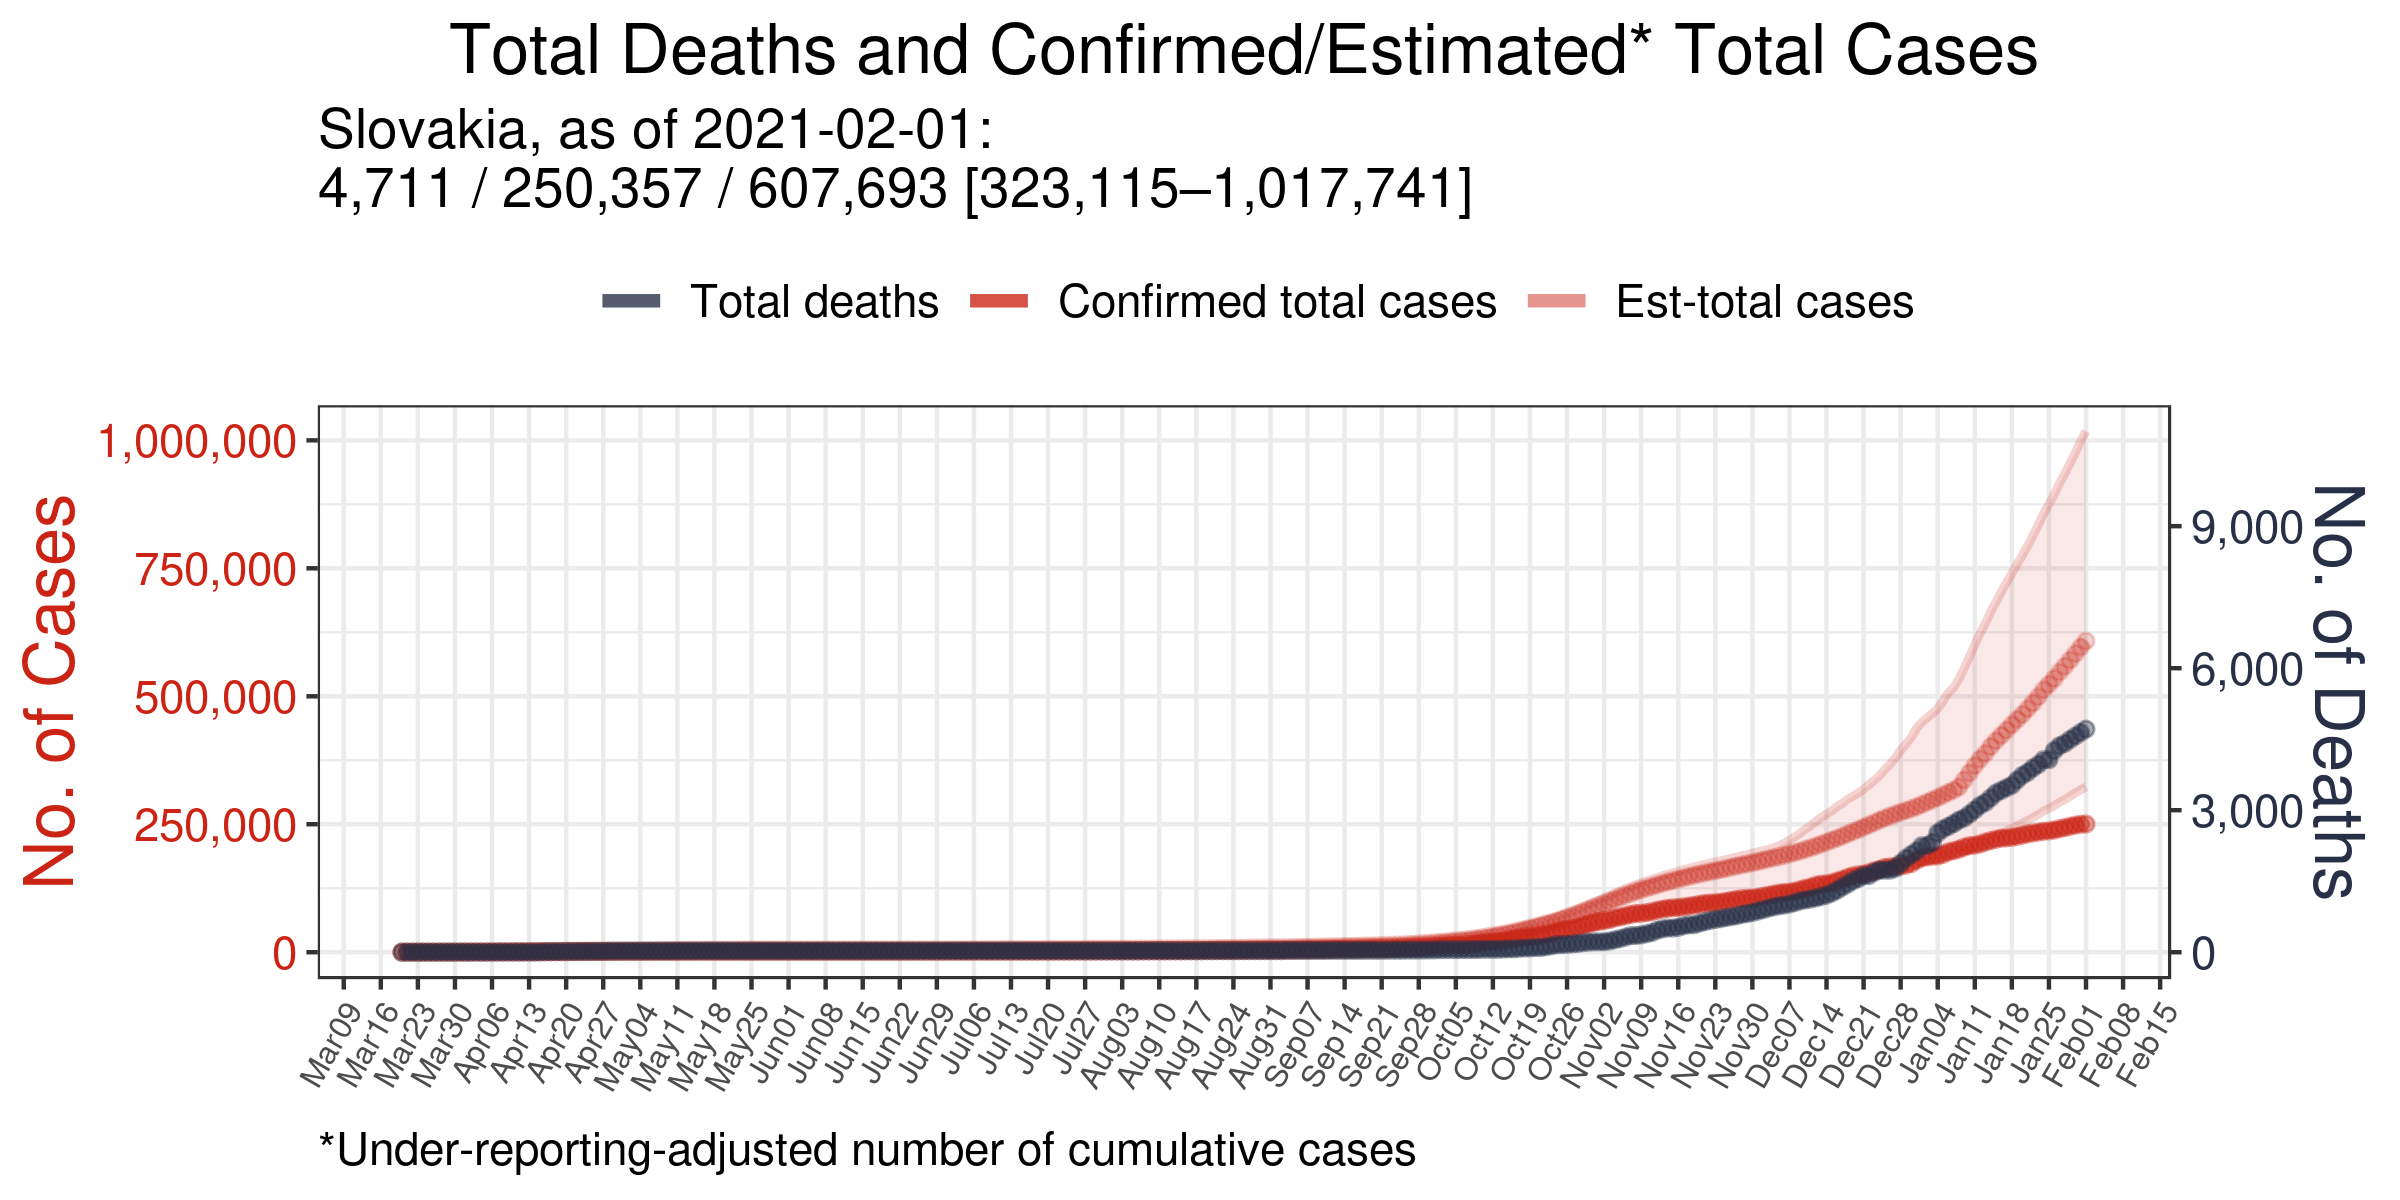 Total Deaths and Confirmed/Estimated* Total Cases
Slovakia, as of 2021-02-01:
4,711 / 250,357 / 607,693 [323,115–1,017,741]
Total deaths
Confirmed total cases
Est-total cases
No. of Cases
1,000,000
750,000
500,000
250,000
0
9,000
6,000
3,000
0
No. of Deaths
Mar09
Mar16
Mar23
Mar30
Apr06
Apr13
Apr20
Apr27
May04
May11
May18
May25
Jun01
Jun08
Jun15
Jun22
Jun29
Jul06
Jul13
Jul20
Jul27
Aug03
Aug10
Aug17
Aug24
Aug31
Sep07
Sep14
Sep21
Sep28
Oct05
Oct12
Oct19
Oct26
Nov02
Nov09
Nov16
Nov23
Nov30
Dec07
Dec14
Dec21
Dec28
Jan04
Jan11
Jan18
Jan25
Feb01
Feb08
Feb15
*Under-reporting-adjusted number of cumulative cases